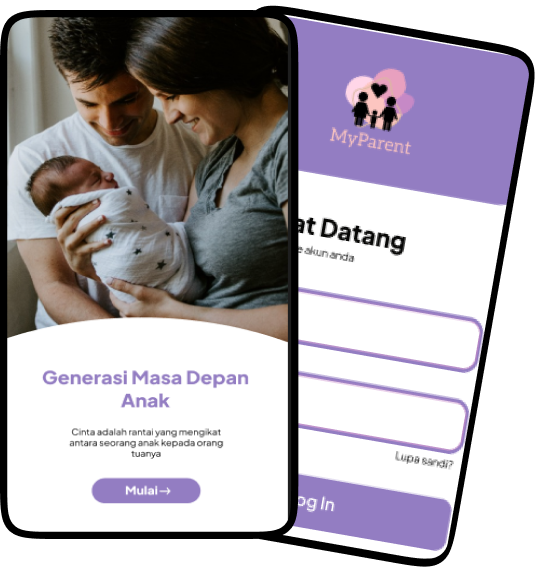 Generasi Masa Depan
Anak
Cinta adalah rantai yang mengikat
antara seorang anak kepada orang
tuanya
Mulai→
MyParent
at Datang
e akun anda
Lupa sandi?
og In